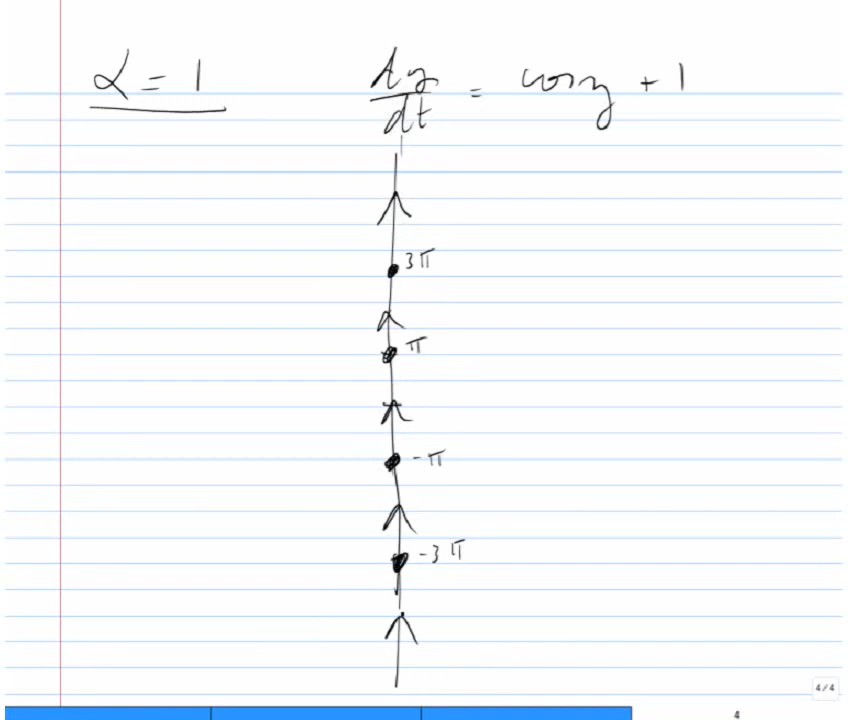 α = 1
dy/dt = cos y + 1
3π
π
-π
-3π
4/4
4